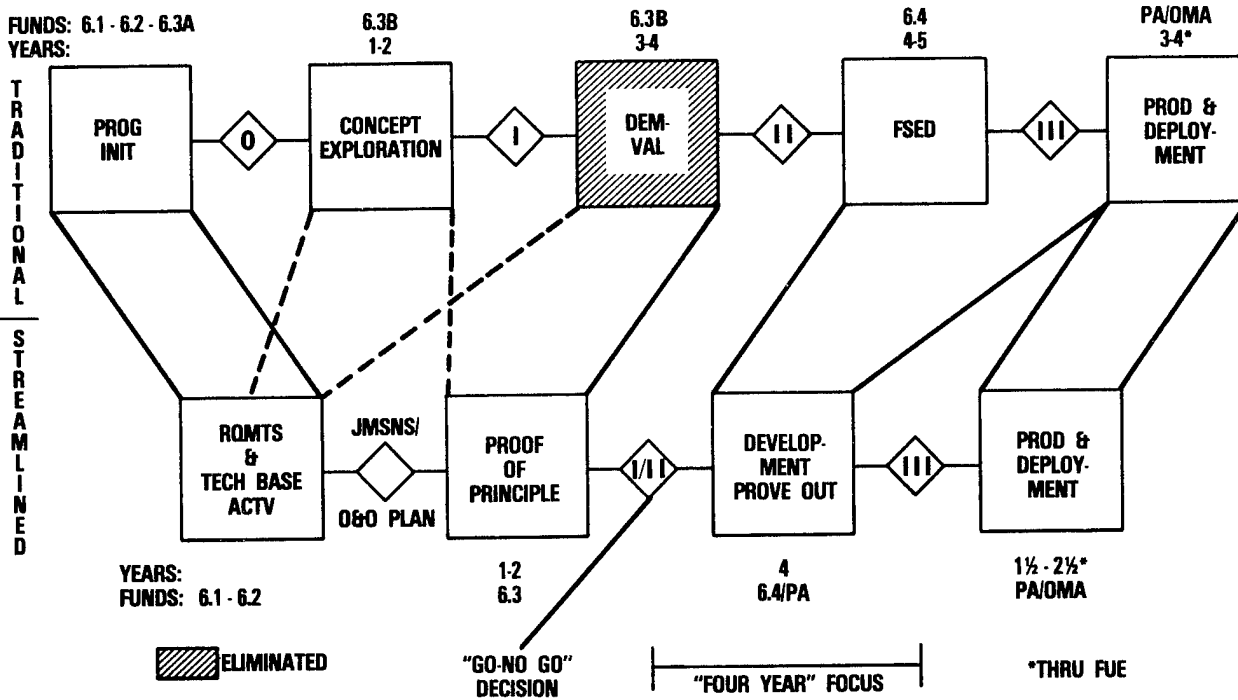 FUNDS: 6.1 - 6.2 - 6.3A
YEARS:
6.3B
1-2
6.3B
3-4
6.4
4-5
PA/OMA
3-4*
TRADITIONAL
PROG
INIT
0
CONCEPT
EXPLORATION
I
DEM-
VAL
II
FSED
III
PROD &
DEPLOY-
MENT
STREAMLINED
RQMTS
&
TECH BASE
ACTV
JMSNS/
O&O PLAN
PROOF
OF
PRINCIPLE
I/II
DEVELOP-
MENT
PROVE OUT
III
PROD &
DEPLOY-
MENT
YEARS:
FUNDS: 6.1 - 6.2
1-2
6.3
4
6.4/PA
1½ - 2½*
PA/OMA
ELIMINATED
"GO-NO GO"
DECISION
"FOUR YEAR" FOCUS
*THRU FUE